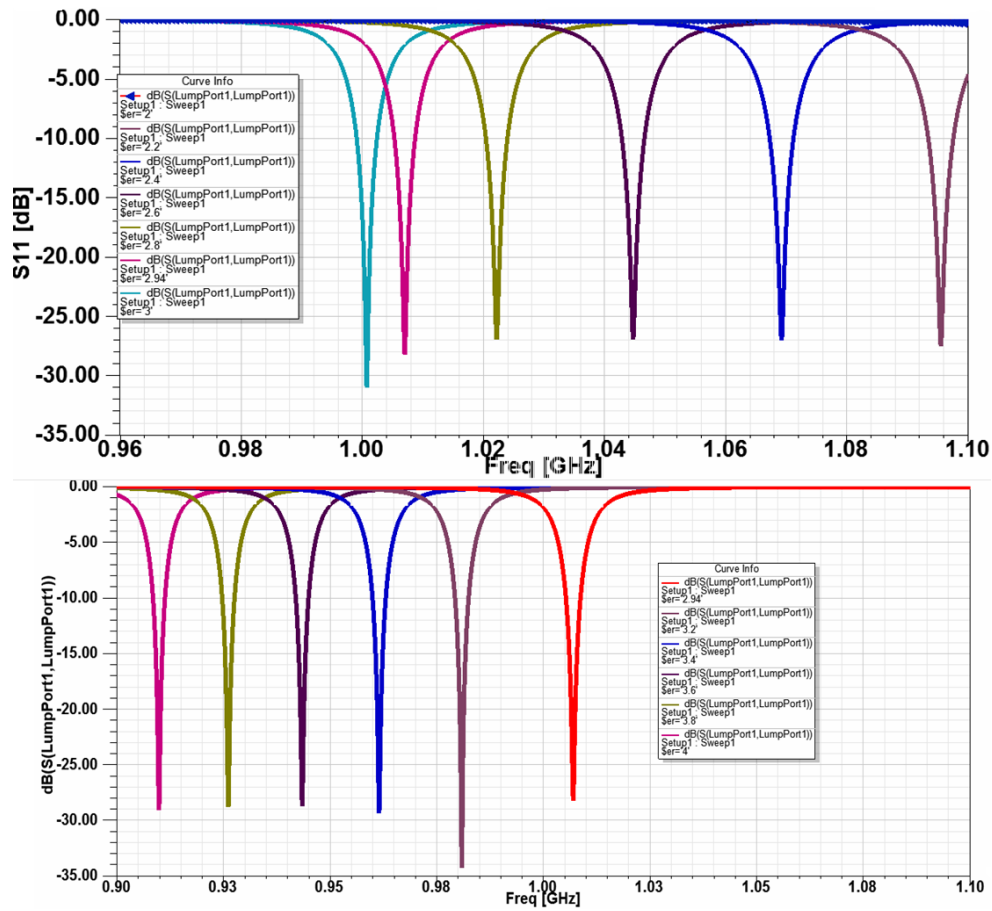 0.00
-5.00
-10.00
-15.00
-20.00
-25.00
-30.00
-35.00
S11 [dB]
Curve Info
dB(S(LumpPort1,LumpPort1))
Setup1 : Sweep1
$er='2'
dB(S(LumpPort1,LumpPort1))
Setup1 : Sweep1
$er='2.2'
dB(S(LumpPort1,LumpPort1))
Setup1 : Sweep1
$er='2.4'
dB(S(LumpPort1,LumpPort1))
Setup1 : Sweep1
$er='2.6'
dB(S(LumpPort1,LumpPort1))
Setup1 : Sweep1
$er='2.8'
dB(S(LumpPort1,LumpPort1))
Setup1 : Sweep1
$er='2.94'
dB(S(LumpPort1,LumpPort1))
Setup1 : Sweep1
$er='3'
0.96 0.98 1.00 1.02 1.04 1.06 1.08 1.10
Freq [GHz]
0.00
-5.00
-10.00
-15.00
-20.00
-25.00
-30.00
-35.00
dB(S(LumpPort1,LumpPort1))
Curve Info
dB(S(LumpPort1,LumpPort1))
Setup1 : Sweep1
$er='2.94'
dB(S(LumpPort1,LumpPort1))
Setup1 : Sweep1
$er='3.2'
dB(S(LumpPort1,LumpPort1))
Setup1 : Sweep1
$er='3.4'
dB(S(LumpPort1,LumpPort1))
Setup1 : Sweep1
$er='3.6'
dB(S(LumpPort1,LumpPort1))
Setup1 : Sweep1
$er='3.8'
dB(S(LumpPort1,LumpPort1))
Setup1 : Sweep1
$er='4'
0.90 0.93 0.95 0.98 1.00 1.03 1.05 1.08 1.10
Freq [GHz]